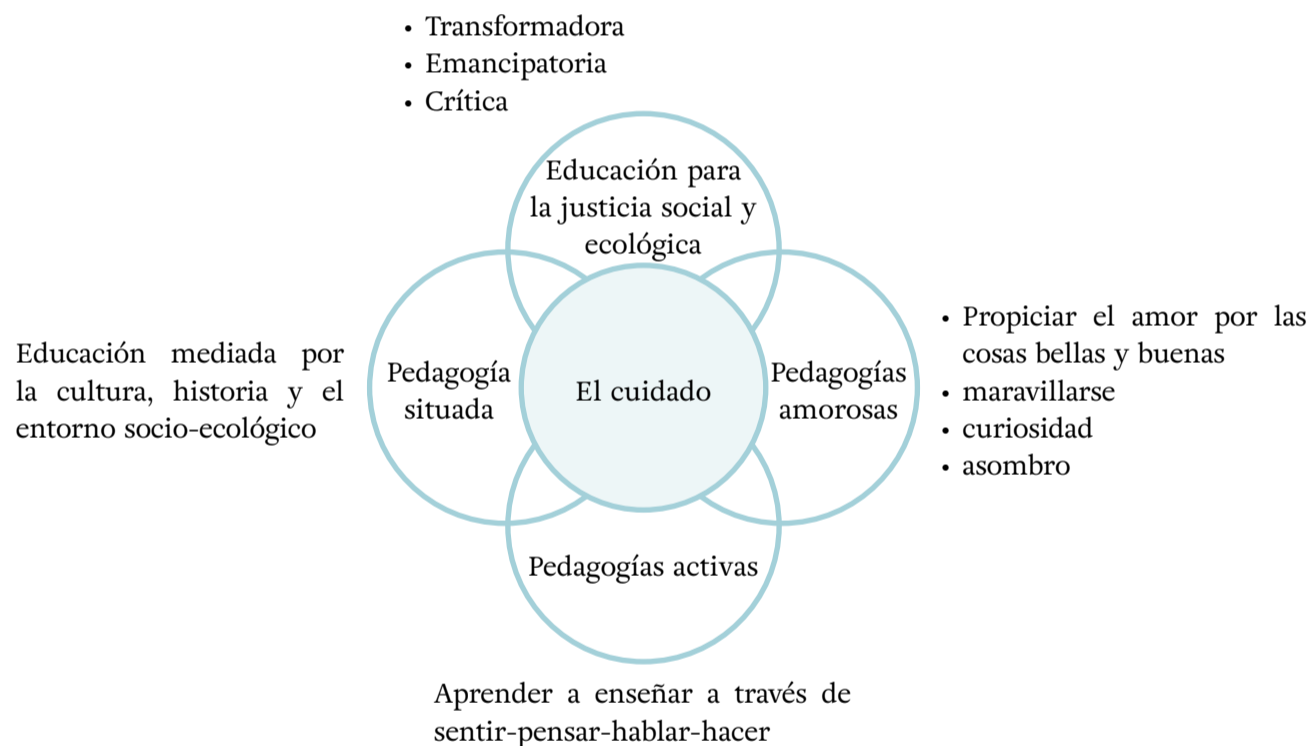 • Transformadora
• Emancipatoria
• Crítica
Educación para
la justicia social y
ecológica
Educación mediada por
la cultura, historia y el
entorno socio-ecológico
Pedagogía
situada
El cuidado
Pedagogías
amorosas
• Propiciar el amor por las
cosas bellas y buenas
• maravillarse
• curiosidad
• asombro
Pedagogías activas
Aprender a enseñar a través de
sentir-pensar-hablar-hacer